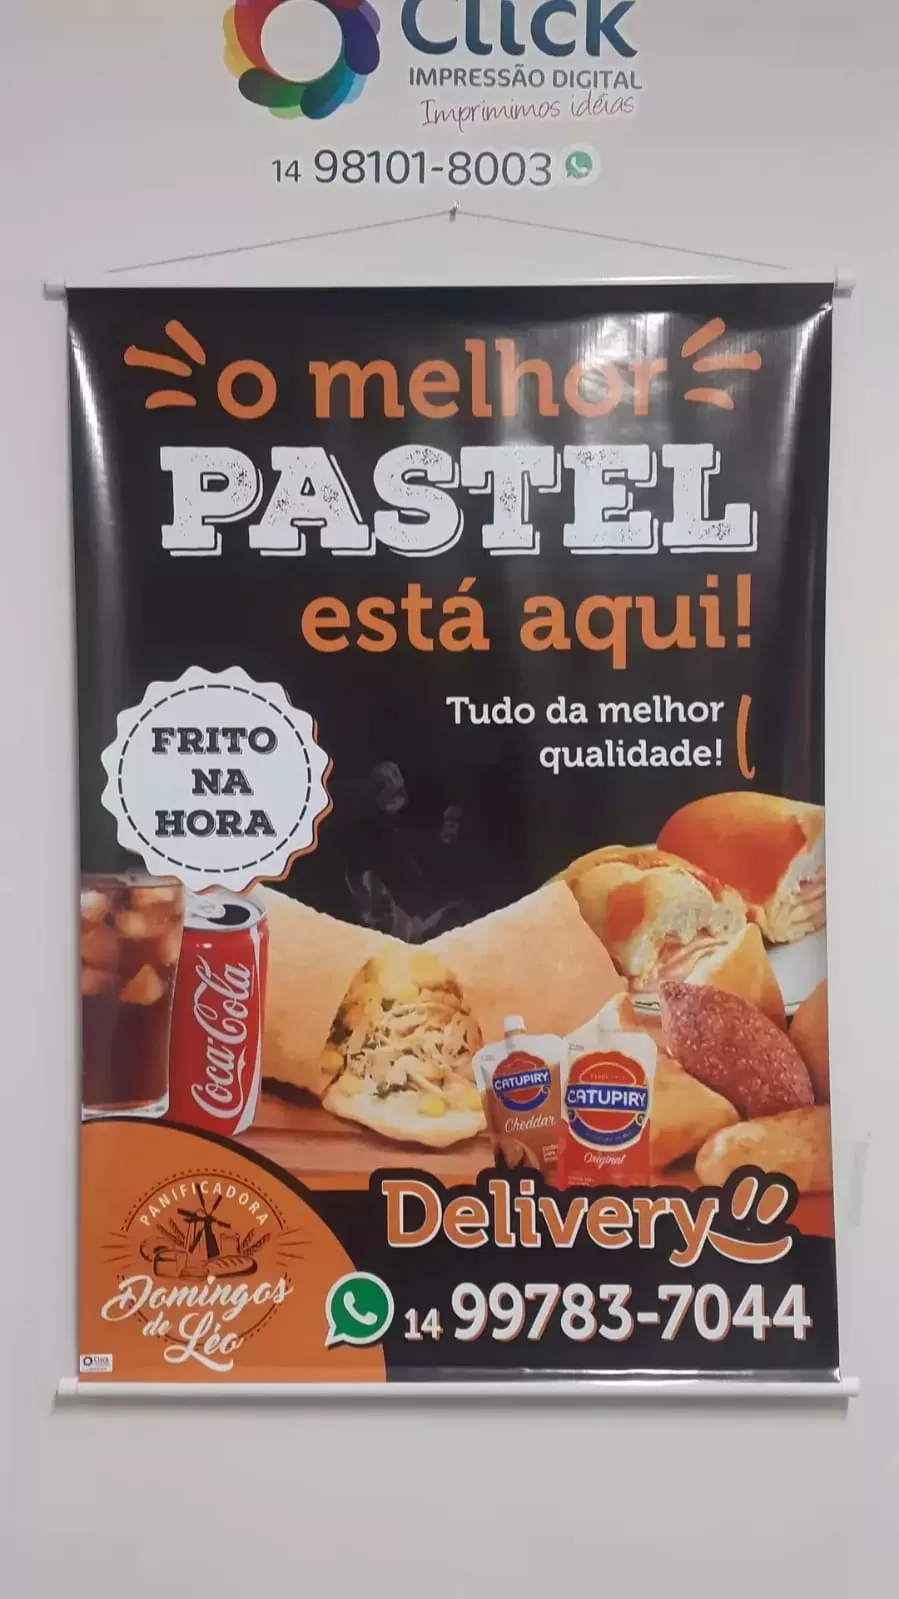 Click
IMPRESSÃO DIGITAL
Imprimimos idéias
14 98101-8003
o melhor
PASTEL
está aqui!
Tudo da melhor
qualidade!
FRITO
NA
HORA
Coca-Cola
CATUPIRY
Cheddar
CATUPIRY
Original
PANIFICADORA
Domingos
de Léo
Delivery
14 99783-7044
Click